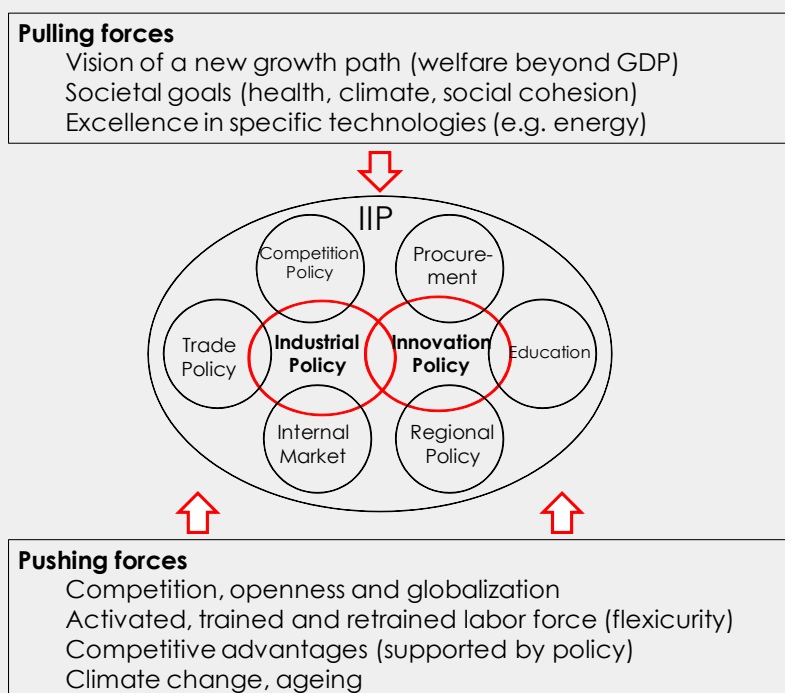 Pulling forces
Vision of a new growth path (welfare beyond GDP)
Societal goals (health, climate, social cohesion)
Excellence in specific technologies (e.g. energy)
IIP
Competition
Policy
Procure-
ment
Trade
Policy
Industrial
Policy
Innovation
Policy
Education
Internal
Market
Regional
Policy
Pushing forces
Competition, openness and globalization
Activated, trained and retrained labor force (flexicurity)
Competitive advantages (supported by policy)
Climate change, ageing